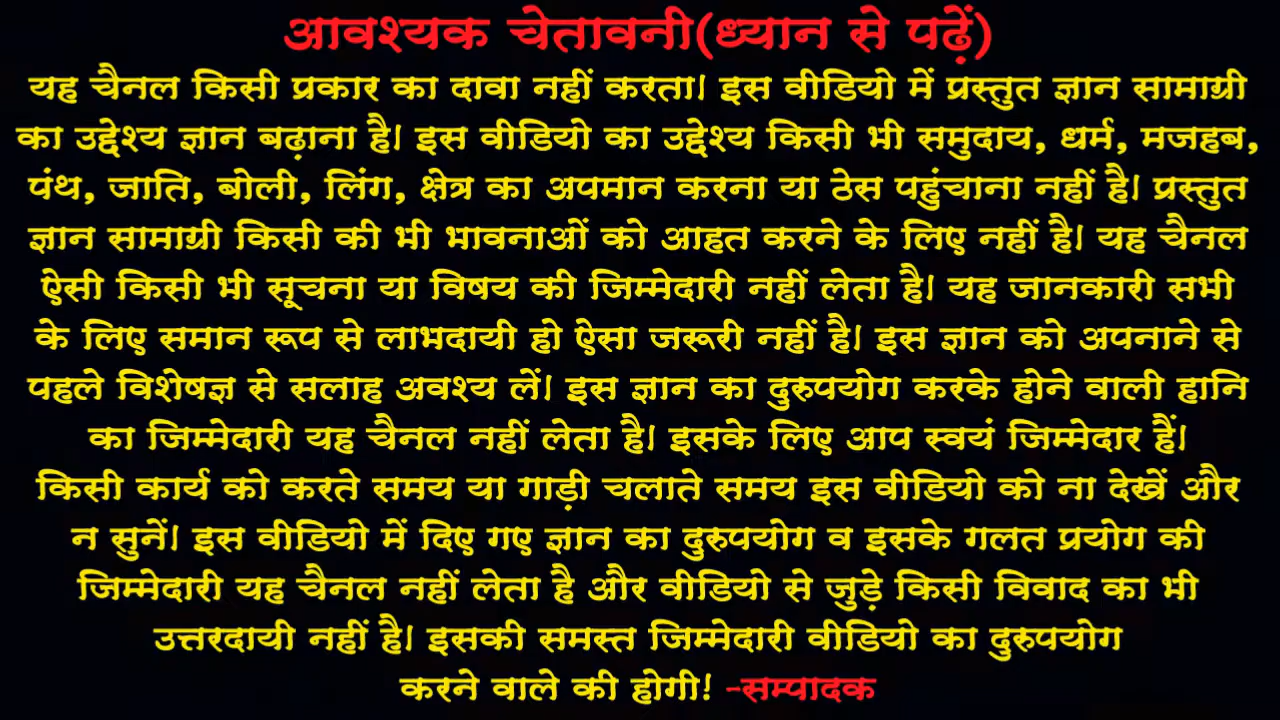 आवश्यक चेतावनी(ध्यान से पढ़ें)
यह चैनल किसी प्रकार का दावा नहीं करता। इस वीडियो में प्रस्तुत ज्ञान सामाग्री
का उद्देश्य ज्ञान बढ़ाना है। इस वीडियो का उद्देश्य किसी भी समुदाय, धर्म, मजहब,
पंथ, जाति, बोली, लिंग, क्षेत्र का अपमान करना या ठेस पहुंचाना नहीं है। प्रस्तुत
ज्ञान सामाग्री किसी की भी भावनाओं को आहत करने के लिए नहीं है। यह चैनल
ऐसी किसी भी सूचना या विषय की जिम्मेदारी नहीं लेता है। यह जानकारी सभी
के लिए समान रूप से लाभदायी हो ऐसा जरूरी नहीं है। इस ज्ञान को अपनाने से
पहले विशेषज्ञ से सलाह अवश्य लें। इस ज्ञान का दुरुपयोग करके होने वाली हानि
का जिम्मेदारी यह चैनल नहीं लेता है। इसके लिए आप स्वयं जिम्मेदार हैं।
किसी कार्य को करते समय या गाड़ी चलाते समय इस वीडियो को ना देखें और
न सुनें। इस वीडियो में दिए गए ज्ञान का दुरुपयोग व इसके गलत प्रयोग की
जिम्मेदारी यह चैनल नहीं लेता है और वीडियो से जुड़े किसी विवाद का भी
उत्तरदायी नहीं है। इसकी समस्त जिम्मेदारी वीडियो का दुरुपयोग
करने वाले की होगी! -सम्पादक